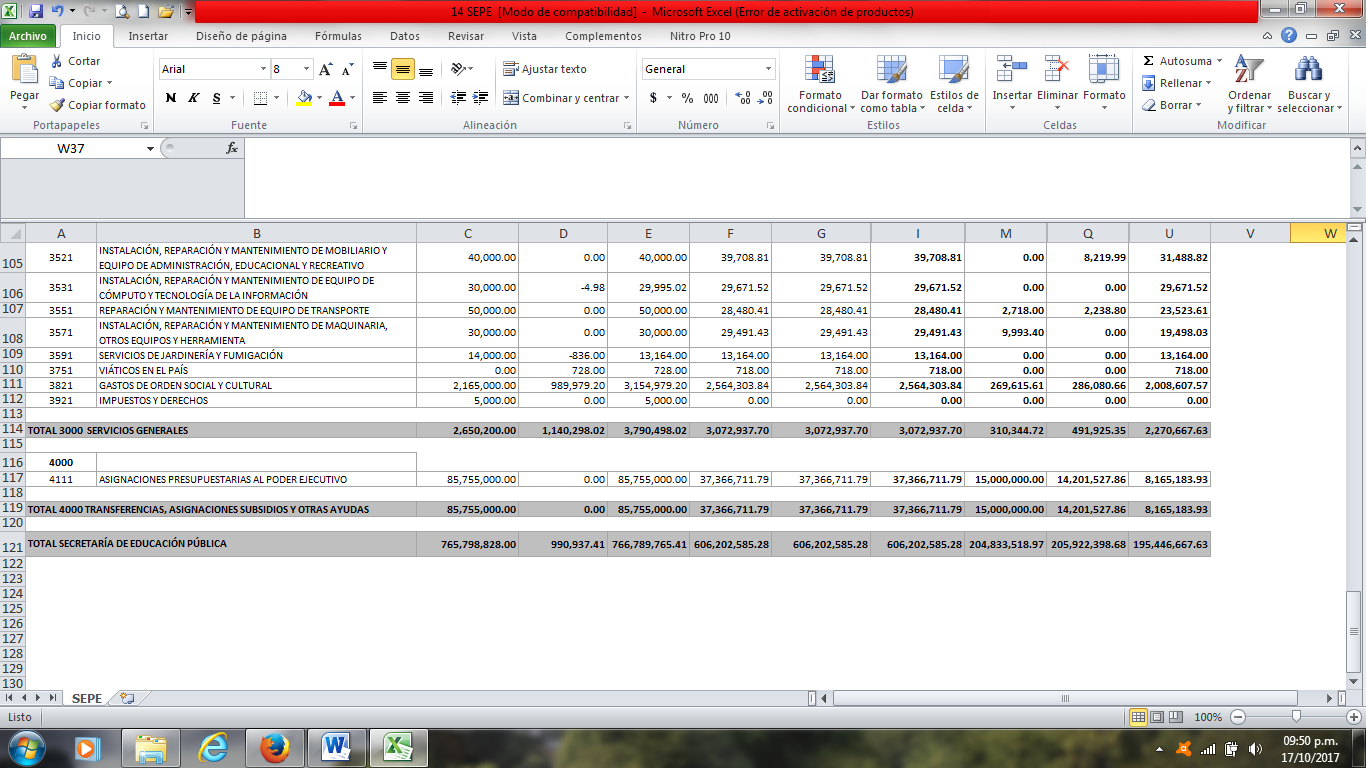 14 SEPE [Modo de compatibilidad] - Microsoft Excel (Error de activación de productos)
Archivo Inicio Insertar Diseño de página Fórmulas Datos Revisar Vista Complementos Nitro Pro 10
Pegar Cortar Copiar Copiar formato Portapapeles
Arial 8 N K S Fuente
Ajustar texto Combinar y centrar Alineación
General $ % 000 Número
Formato condicional Dar formato como tabla Estilos de celda Estilos
Insertar Eliminar Formato Celdas
Σ Autosuma Rellenar Borrar Ordenar y filtrar Buscar y seleccionar Modificar
W37 fx
A B C D E F G I M Q U V W
105 3521 INSTALACIÓN, REPARACIÓN Y MANTENIMIENTO DE MOBILIARIO Y
EQUIPO DE ADMINISTRACIÓN, EDUCACIONAL Y RECREATIVO 40,000.00 0.00 40,000.00 39,708.81 39,708.81 39,708.81 0.00 8,219.99 31,488.82
106 3531 INSTALACIÓN, REPARACIÓN Y MANTENIMIENTO DE EQUIPO DE
CÓMPUTO Y TECNOLOGÍA DE LA INFORMACIÓN 30,000.00 -4.98 29,995.02 29,671.52 29,671.52 29,671.52 0.00 0.00 29,671.52
107 3551 REPARACIÓN Y MANTENIMIENTO DE EQUIPO DE TRANSPORTE 50,000.00 0.00 50,000.00 28,480.41 28,480.41 28,480.41 2,718.00 2,238.80 23,523.61
108 3571 INSTALACIÓN, REPARACIÓN Y MANTENIMIENTO DE MAQUINARIA,
OTROS EQUIPOS Y HERRAMIENTA 30,000.00 0.00 30,000.00 29,491.43 29,491.43 29,491.43 9,993.40 0.00 19,498.03
109 3591 SERVICIOS DE JARDINERÍA Y FUMIGACIÓN 14,000.00 -836.00 13,164.00 13,164.00 13,164.00 13,164.00 0.00 0.00 13,164.00
110 3751 VIÁTICOS EN EL PAÍS 0.00 728.00 728.00 718.00 718.00 718.00 0.00 0.00 718.00
111 3821 GASTOS DE ORDEN SOCIAL Y CULTURAL 2,165,000.00 989,979.20 3,154,979.20 2,564,303.84 2,564,303.84 2,564,303.84 269,615.61 286,080.66 2,008,607.57
112 3921 IMPUESTOS Y DERECHOS 5,000.00 0.00 5,000.00 0.00 0.00 0.00 0.00 0.00 0.00
113
114 TOTAL 3000 SERVICIOS GENERALES 2,650,200.00 1,140,298.02 3,790,498.02 3,072,937.70 3,072,937.70 3,072,937.70 310,344.72 491,925.35 2,270,667.63
115
116 4000
117 4111 ASIGNACIONES PRESUPUESTARIAS AL PODER EJECUTIVO 85,755,000.00 0.00 85,755,000.00 37,366,711.79 37,366,711.79 37,366,711.79 15,000,000.00 14,201,527.86 8,165,183.93
118
119 TOTAL 4000 TRANSFERENCIAS, ASIGNACIONES SUBSIDIOS Y OTRAS AYUDAS 85,755,000.00 0.00 85,755,000.00 37,366,711.79 37,366,711.79 37,366,711.79 15,000,000.00 14,201,527.86 8,165,183.93
120
121 TOTAL SECRETARÍA DE EDUCACIÓN PÚBLICA 765,798,828.00 990,937.41 766,789,765.41 606,202,585.28 606,202,585.28 606,202,585.28 204,833,518.97 205,922,398.68 195,446,667.63
122
123
124
125
126
127
128
129
130
SEPE
Listo 100%
09:50 p.m.
17/10/2017